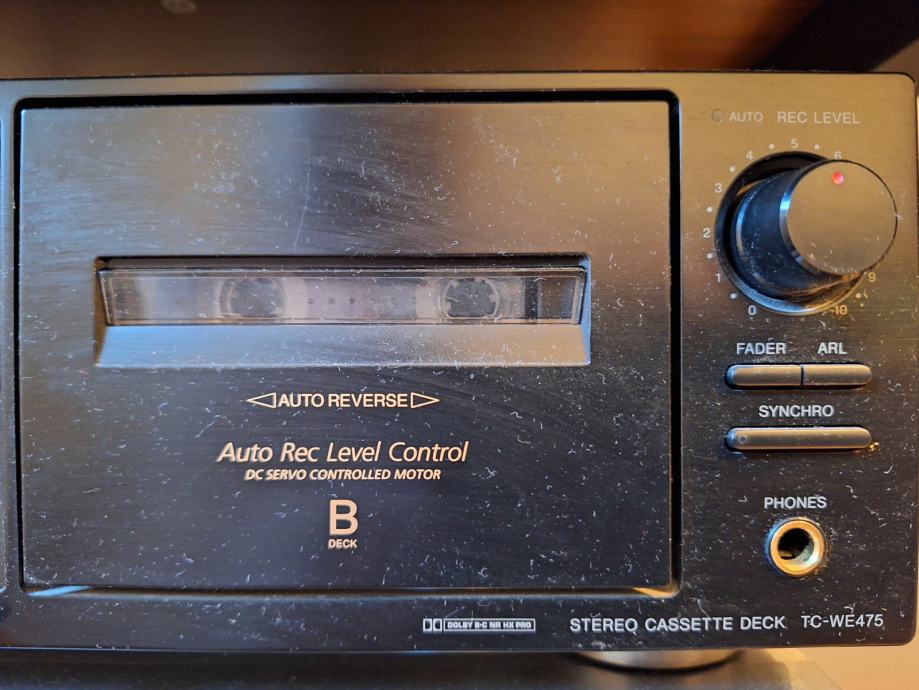 AUTO REC LEVEL
0 1 2 3 4 5 6 9 10
FADER ARL
SYNCHRO
PHONES
AUTO REVERSE
Auto Rec Level Control
DC SERVO CONTROLLED MOTOR
B
DECK
DOLBY B-C NR HX PRO
STEREO CASSETTE DECK TC-WE475